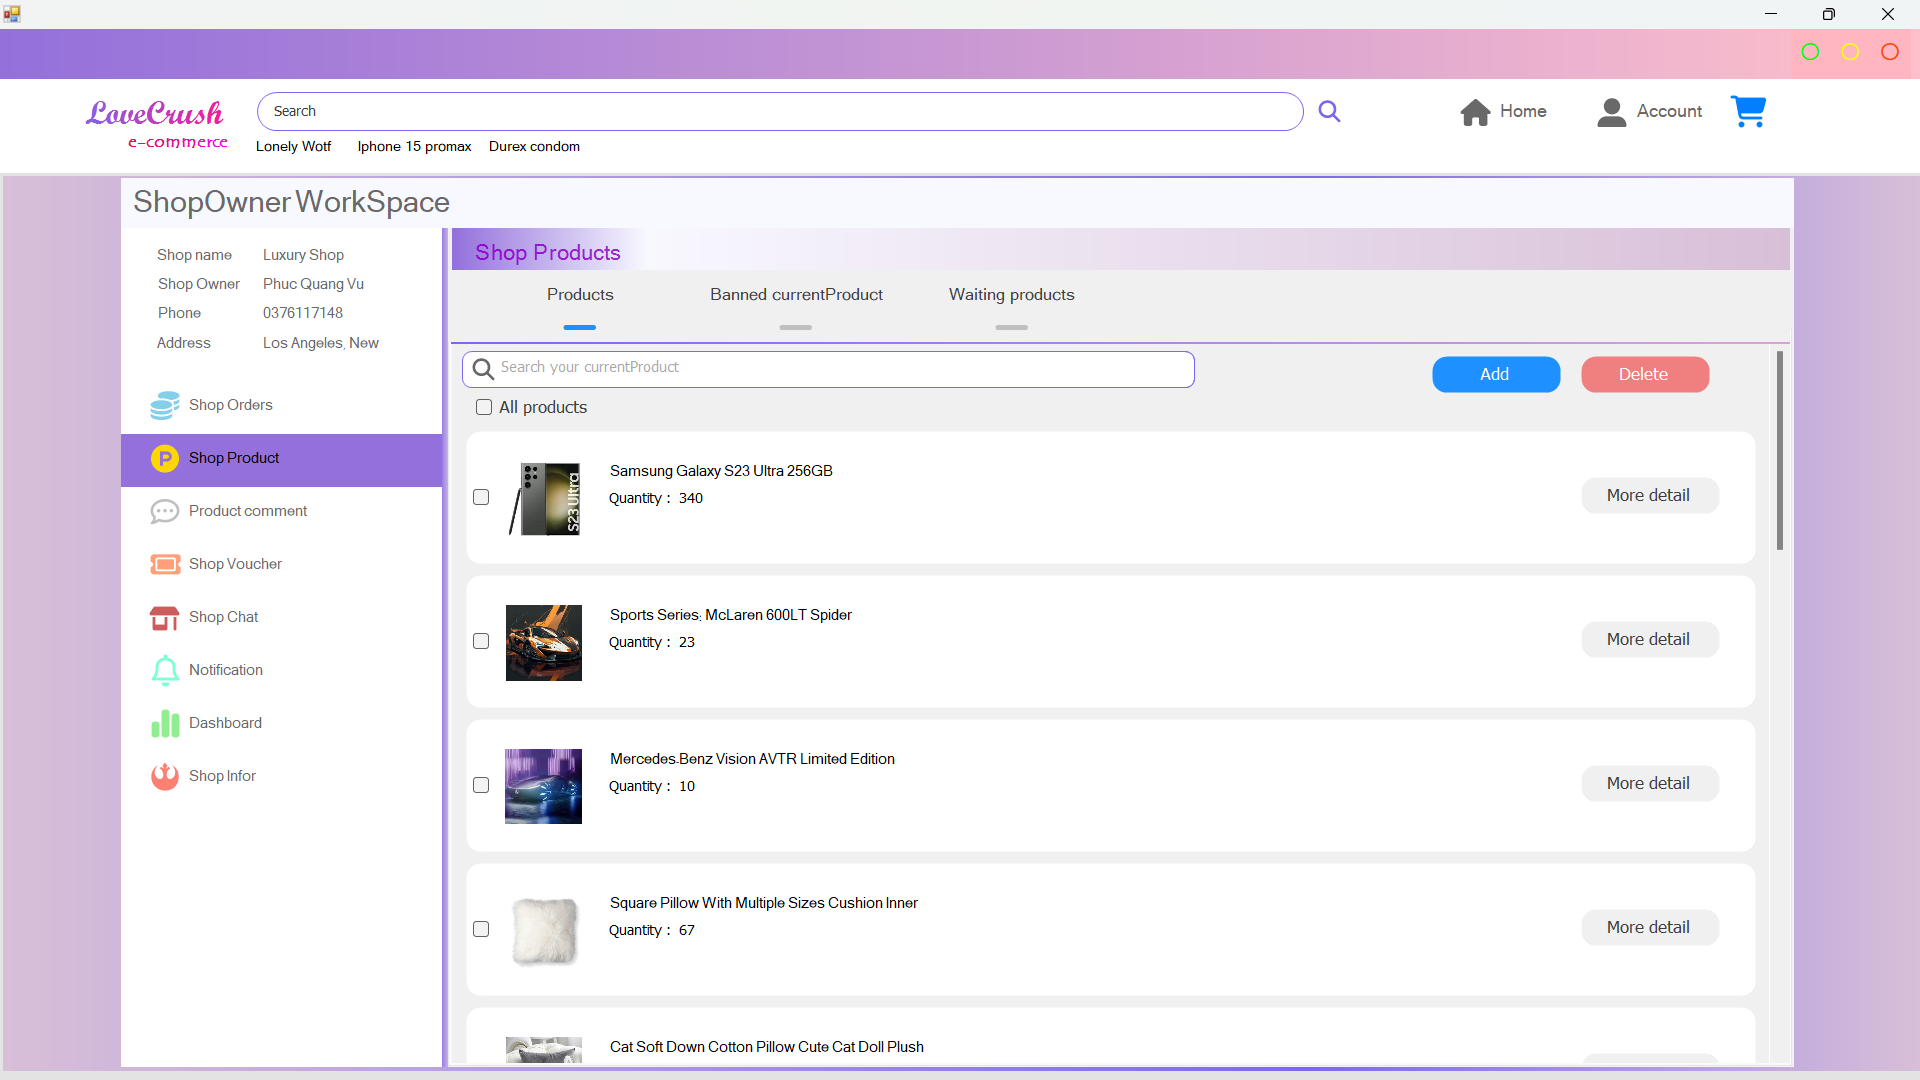 LoveCrush
e-commerce
Search
Lonely Wotf Iphone 15 promax Durex condom
Home Account
ShopOwner WorkSpace
Shop name Luxury Shop
Shop Owner Phuc Quang Vu
Phone 0376117148
Address Los Angeles, New
Shop Orders
P Shop Product
Product comment
Shop Voucher
Shop Chat
Notification
Dashboard
Shop Infor
Shop Products
Products Banned currentProduct Waiting products
Search your currentProduct
Add Delete
All products
S23 Ultra
Samsung Galaxy S23 Ultra 256GB
Quantity : 340
More detail
Sports Series: McLaren 600LT Spider
Quantity : 23
More detail
Mercedes-Benz Vision AVTR Limited Edition
Quantity : 10
More detail
Square Pillow With Multiple Sizes Cushion Inner
Quantity : 67
More detail
Cat Soft Down Cotton Pillow Cute Cat Doll Plush